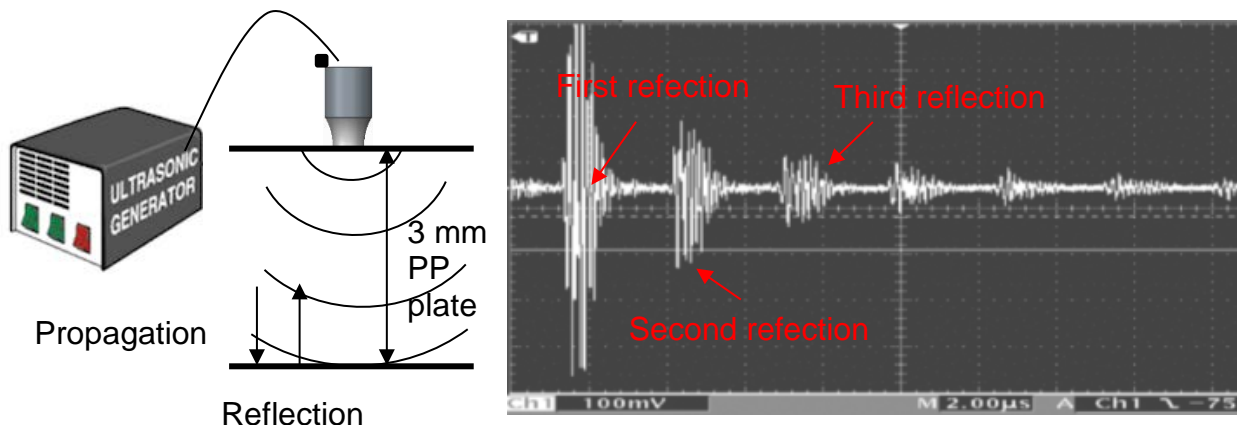 ULTRASONIC
GENERATOR
3 mm
PP
plate
Propagation
Reflection
T
First refection
Third reflection
Second refection
Ch1 100mV M 2.00µs A Ch1 -75